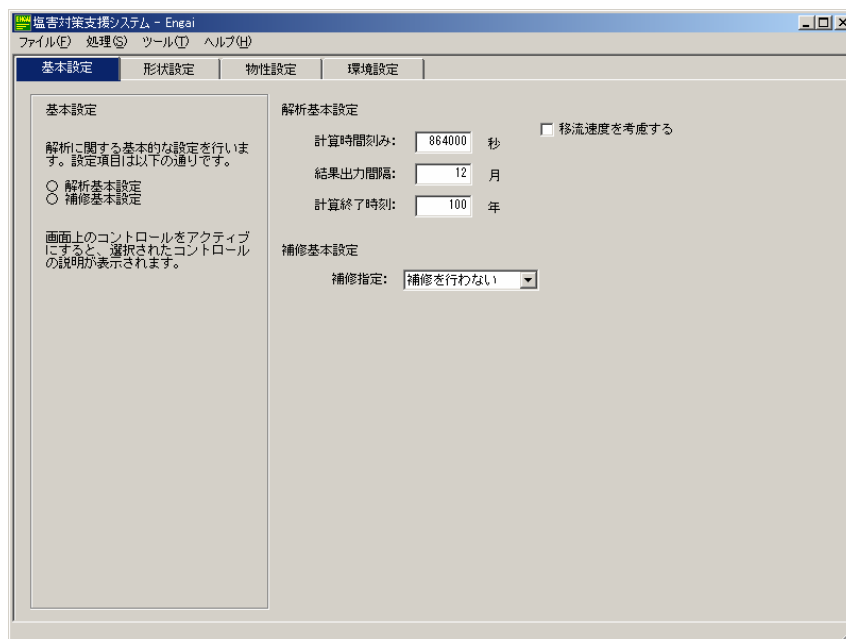 塩害対策支援システム - Engai
ファイル(F) 処理(S) ツール(T) ヘルプ(H)
基本設定 形状設定 物性設定 環境設定
基本設定
解析に関する基本的な設定を行いま
す。設定項目は以下の通りです。
○ 解析基本設定
○ 補修基本設定
画面上のコントロールをアクティブ
にすると、選択されたコントロール
の説明が表示されます。
解析基本設定
計算時間刻み: 864000 秒
移流速度を考慮する
結果出力間隔: 12 月
計算終了時刻: 100 年
補修基本設定
補修指定: 補修を行わない